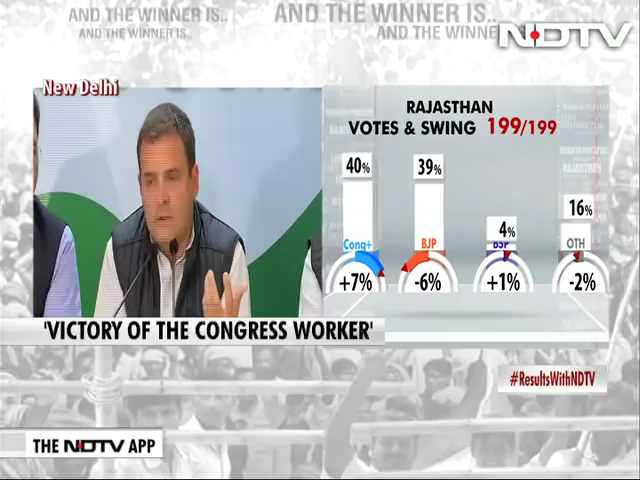 AND THE WINNER IS..
AND THE WINNER IS..
AND THE WINNER IS..
AND THE WINNE
NDTV
New Delhi
RAJASTHAN
VOTES & SWING 199/199
40% 39% 4% 16%
Cong+ BJP BSP OTH
+7% -6% +1% -2%
'VICTORY OF THE CONGRESS WORKER'
#ResultsWithNDTV
THE NDTV APP